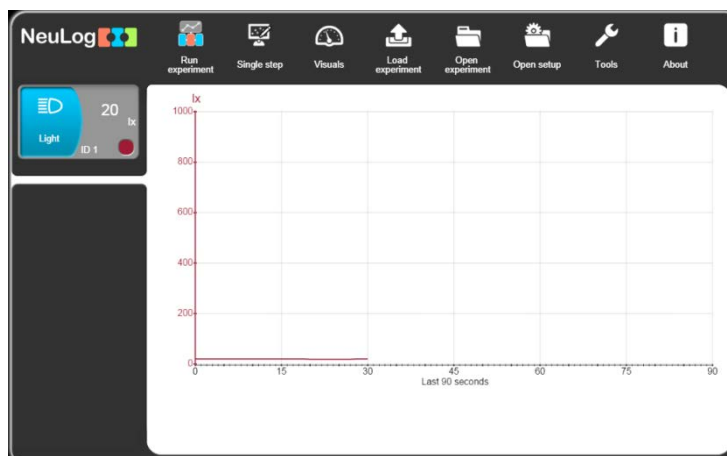 NeuLog
Run experiment
Single step
Visuals
Load experiment
Open experiment
Open setup
Tools
About
Light
20
lx
ID 1
lx
1000
800
600
400
200
0
0 15 30 45 60 75 90
Last 90 seconds